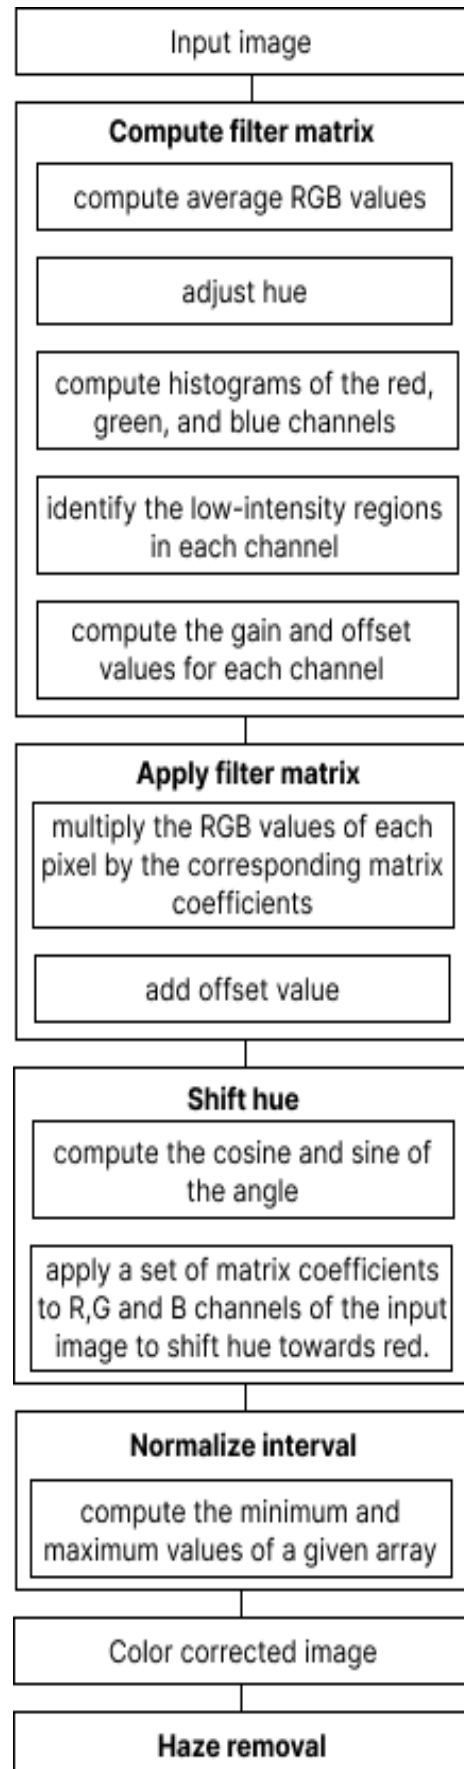 Input image
Compute filter matrix
compute average RGB values
adjust hue
compute histograms of the red,
green, and blue channels
identify the low-intensity regions
in each channel
compute the gain and offset
values for each channel
Apply filter matrix
multiply the RGB values of each
pixel by the corresponding matrix
coefficients
add offset value
Shift hue
compute the cosine and sine of
the angle
apply a set of matrix coefficients
to R,G and B channels of the input
image to shift hue towards red.
Normalize interval
compute the minimum and
maximum values of a given array
Color corrected image
Haze removal